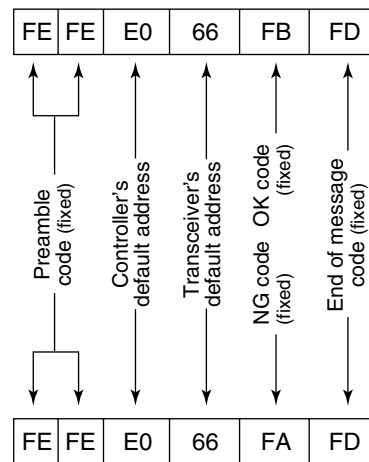 FE FE E0 66 FB FD
Preamble
code (fixed)
Controller's
default address
Transceiver's
default address
OK code
(fixed)
NG code
(fixed)
End of message
code (fixed)
FE FE E0 66 FA FD